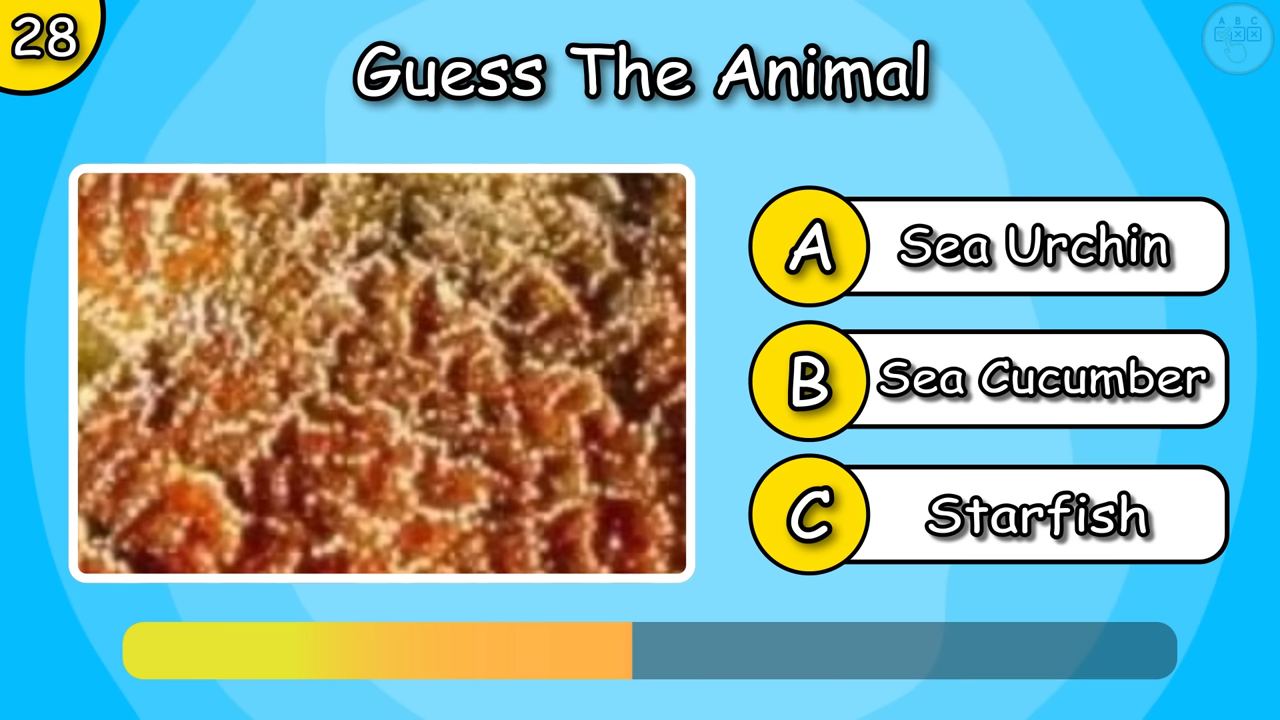 28
Guess The Animal
A B C
A Sea Urchin
B Sea Cucumber
C Starfish